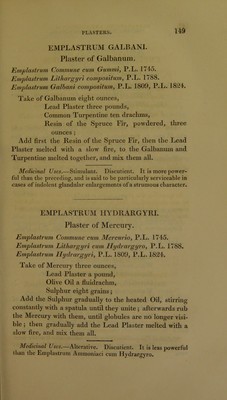 PLASTERS. 149
EMPLASTRUM GALBANI.
Plaster of Galbanum.
Emplastrum Commune cum Gummi, P.L. 1745.
Emplastrum Lithargyri compositum, P.L. 1788.
Emplastrum Galbani compositum, P.L. 1809, P.L. 1824.
Take of Galbanum eight ounces,
Lead Plaster three pounds,
Common Turpentine ten drachms,
Resin of the Spruce Fir, powdered, three
ounces;
Add first the Resin of the Spruce Fir, then the Lead
Plaster melted with a slow fire, to the Galbanum and
Turpentine melted together, and mix them all.
Medicinal Uses.—Stimulant. Discutient. It is more power-
ful than the preceding, and is said to be particularly serviceable in
cases of indolent glandular enlargements of a strumous character.
EMPLASTRUM HYDRARGYRI.
Plaster of Mercury.
Emplastrum Commune cum Mercurio, P.L. 1745.
Emplastrum Lithargyri cum Hydrargyro, P.L. 1788.
Emplastrum Hydrargyri, P.L. 1809, P.L. 1824.
Take of Mercury three ounces,
Lead Plaster a pound,
Olive Oil a fluidrachm,
Sulphur eight grains;
Add the Sulphur gradually to the heated Oil, stirring
constantly with a spatula until they unite; afterwards rub
the Mercury with them, until globules are no longer visi-
ble; then gradually add the Lead Plaster melted with a
slow fire, and mix them all.
Medicinal Uses.—Alterative. Discutient. It is less powerful
than the Emplastrum Ammoniaci cum Hydrargyro.